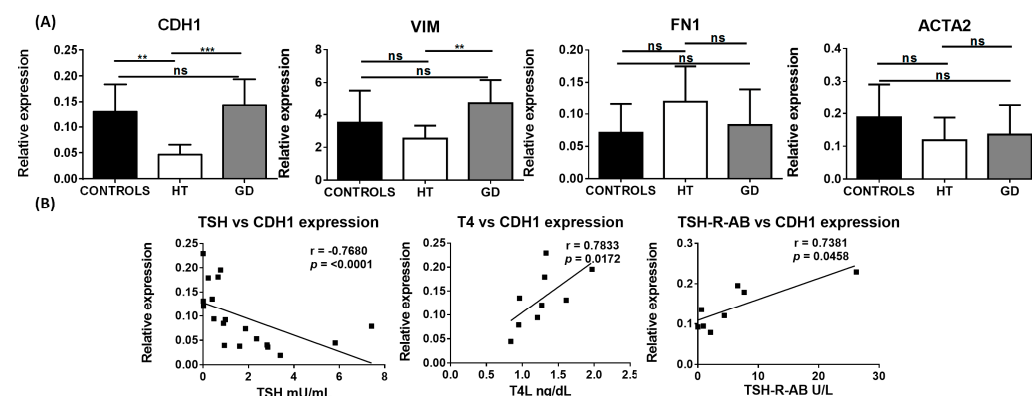 (A)
CDH1
Relative expression
0.25
0.20
0.15
0.10
0.05
0.00
**
***
ns
CONTROLS HT GD
VIM
Relative expression
8
6
4
2
0
ns
**
ns
CONTROLS HT GD
FN1
Relative expression
0.20
0.15
0.10
0.05
0.00
ns
ns
ns
CONTROLS HT GD
ACTA2
Relative expression
0.4
0.3
0.2
0.1
0.0
ns
ns
ns
CONTROLS HT GD
(B)
TSH vs CDH1 expression
Relative expression
0.25
0.20
0.15
0.10
0.05
0.00
r = -0.7680
p = <0.0001
0 2 4 6 8
TSH mU/mL
T4 vs CDH1 expression
Relative expression
0.25
0.20
0.15
0.10
0.05
0.00
r = 0.7833
p = 0.0172
0.0 0.5 1.0 1.5 2.0 2.5
T4L ng/dL
TSH-R-AB vs CDH1 expression
Relative expression
0.3
0.2
0.1
0.0
r = 0.7381
p = 0.0458
0 10 20 30
TSH-R-AB U/L